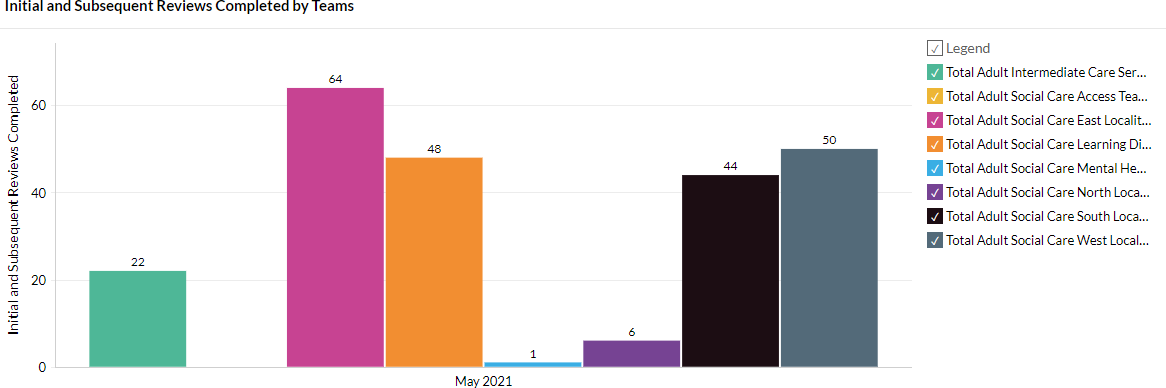 Initial and Subsequent Reviews Completed by Teams
Initial and Subsequent Reviews Completed
60
40
20
0
22
64
48
1
6
44
50
May 2021
Legend
Total Adult Intermediate Care Ser...
Total Adult Social Care Access Tea...
Total Adult Social Care East Localit...
Total Adult Social Care Learning Di...
Total Adult Social Care Mental He...
Total Adult Social Care North Loca...
Total Adult Social Care South Loca...
Total Adult Social Care West Local...